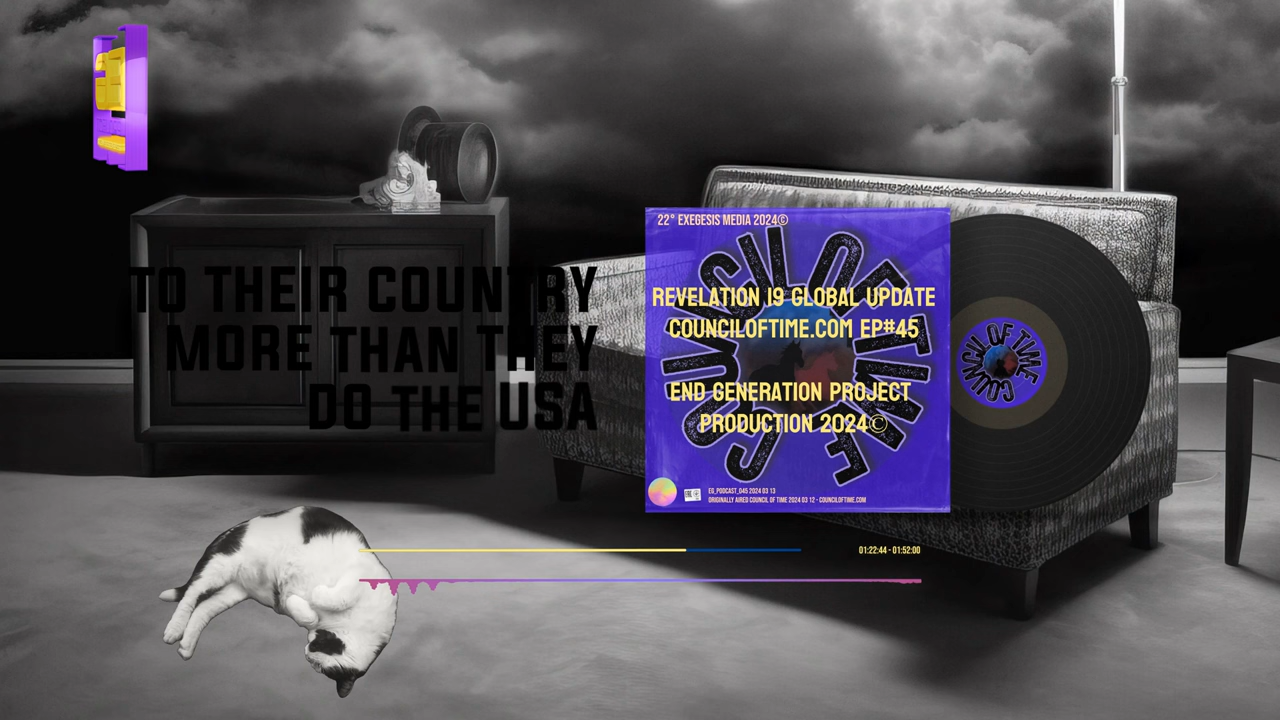 22° EXEGESIS MEDIA 2024©
COUNCIL OF TIME
REVELATION 19 GLOBAL UPDATE
COUNCILOFTIME.COM EP#45
END GENERATION PROJECT
PRODUCTION 2024©
EG_PODCAST_045 2024 03 13
ORIGINALLY AIRED COUNCIL OF TIME 2024 03 12 - COUNCILOFTIME.COM
COUNCIL OF TIME
TO THEIR COUNTRY
MORE THAN THEY
DO THE USA
01:22:44 - 01:52:00